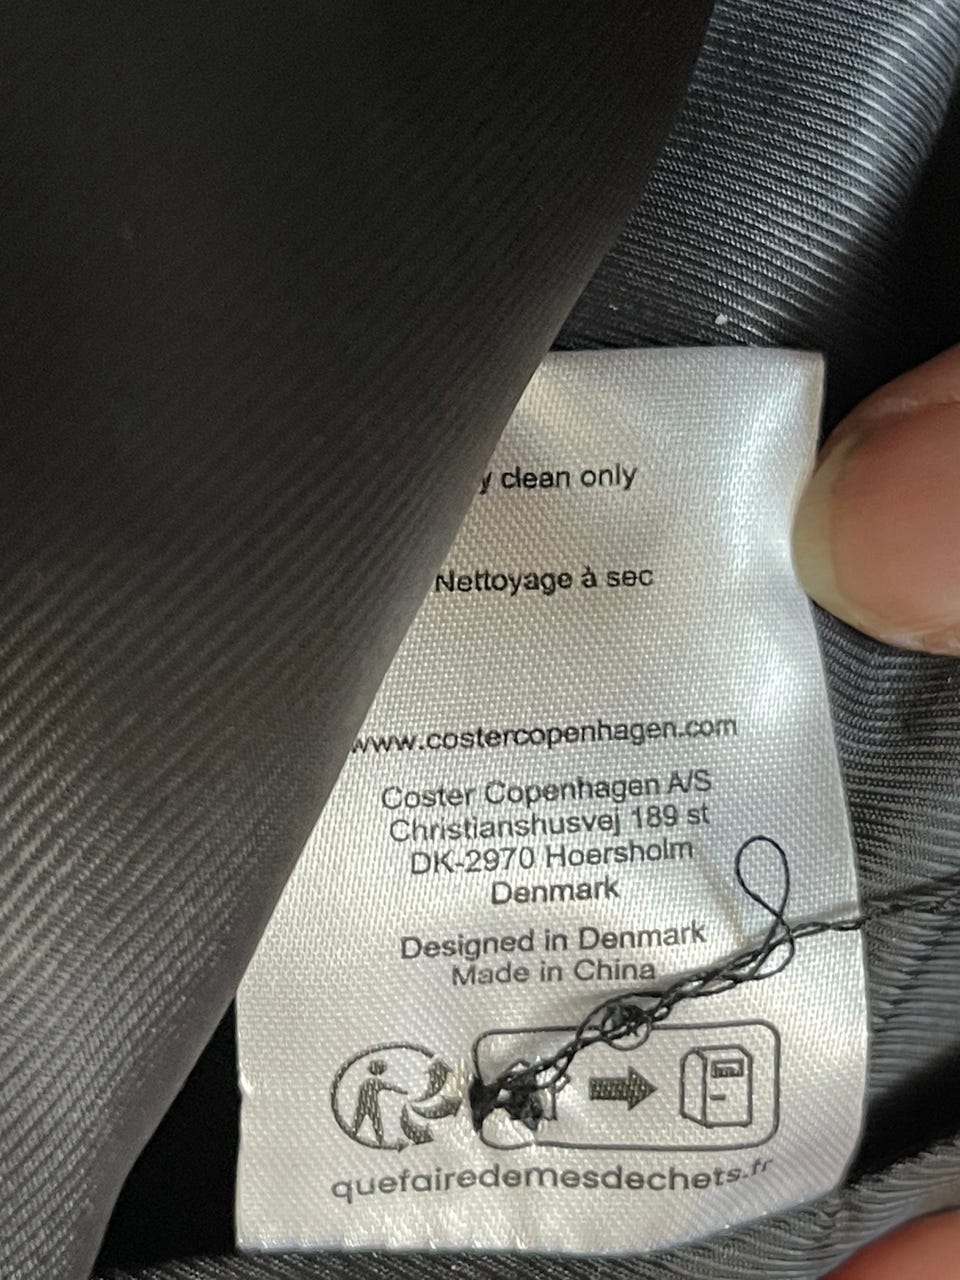 y clean only
Nettoyage à sec
www.costercopenhagen.com
Coster Copenhagen A/S
Christianshusvej 189 st
DK-2970 Hoersholm
Denmark
Designed in Denmark
Made in China
quefairedemesdechets.fr